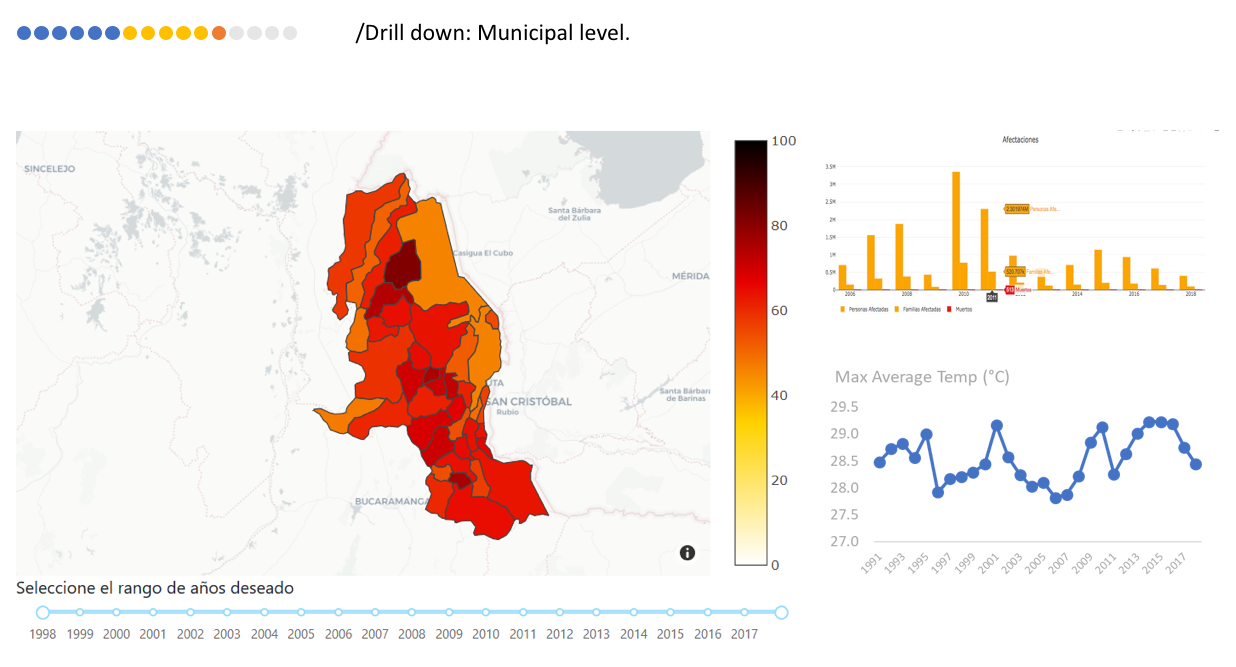 /Drill down: Municipal level.
SINCELEJO
Santa Bárbara
del Zulia
Casigua El Cubo
MÉRIDA
UTA
SAN CRISTÓBAL
Rubio
Santa Bárbara
de Barinas
BUCARAMANGA
100
80
60
40
20
0
Seleccione el rango de años deseado
1998 1999 2000 2001 2002 2003 2004 2005 2006 2007 2008 2009 2010 2011 2012 2013 2014 2015 2016 2017
Afectaciones
3.5M
3M
2.5M
2M
1.5M
1M
0.5M
0
Personas Afe...
Familias Afe...
Muertos
2006 2008 2010 2011 2014 2016 2018
Personas Afectadas Familias Afectadas Muertos
Max Average Temp (°C)
29.5
29.0
28.5
28.0
27.5
27.0
1991 1993 1995 1997 1999 2001 2003 2005 2007 2009 2011 2013 2015 2017